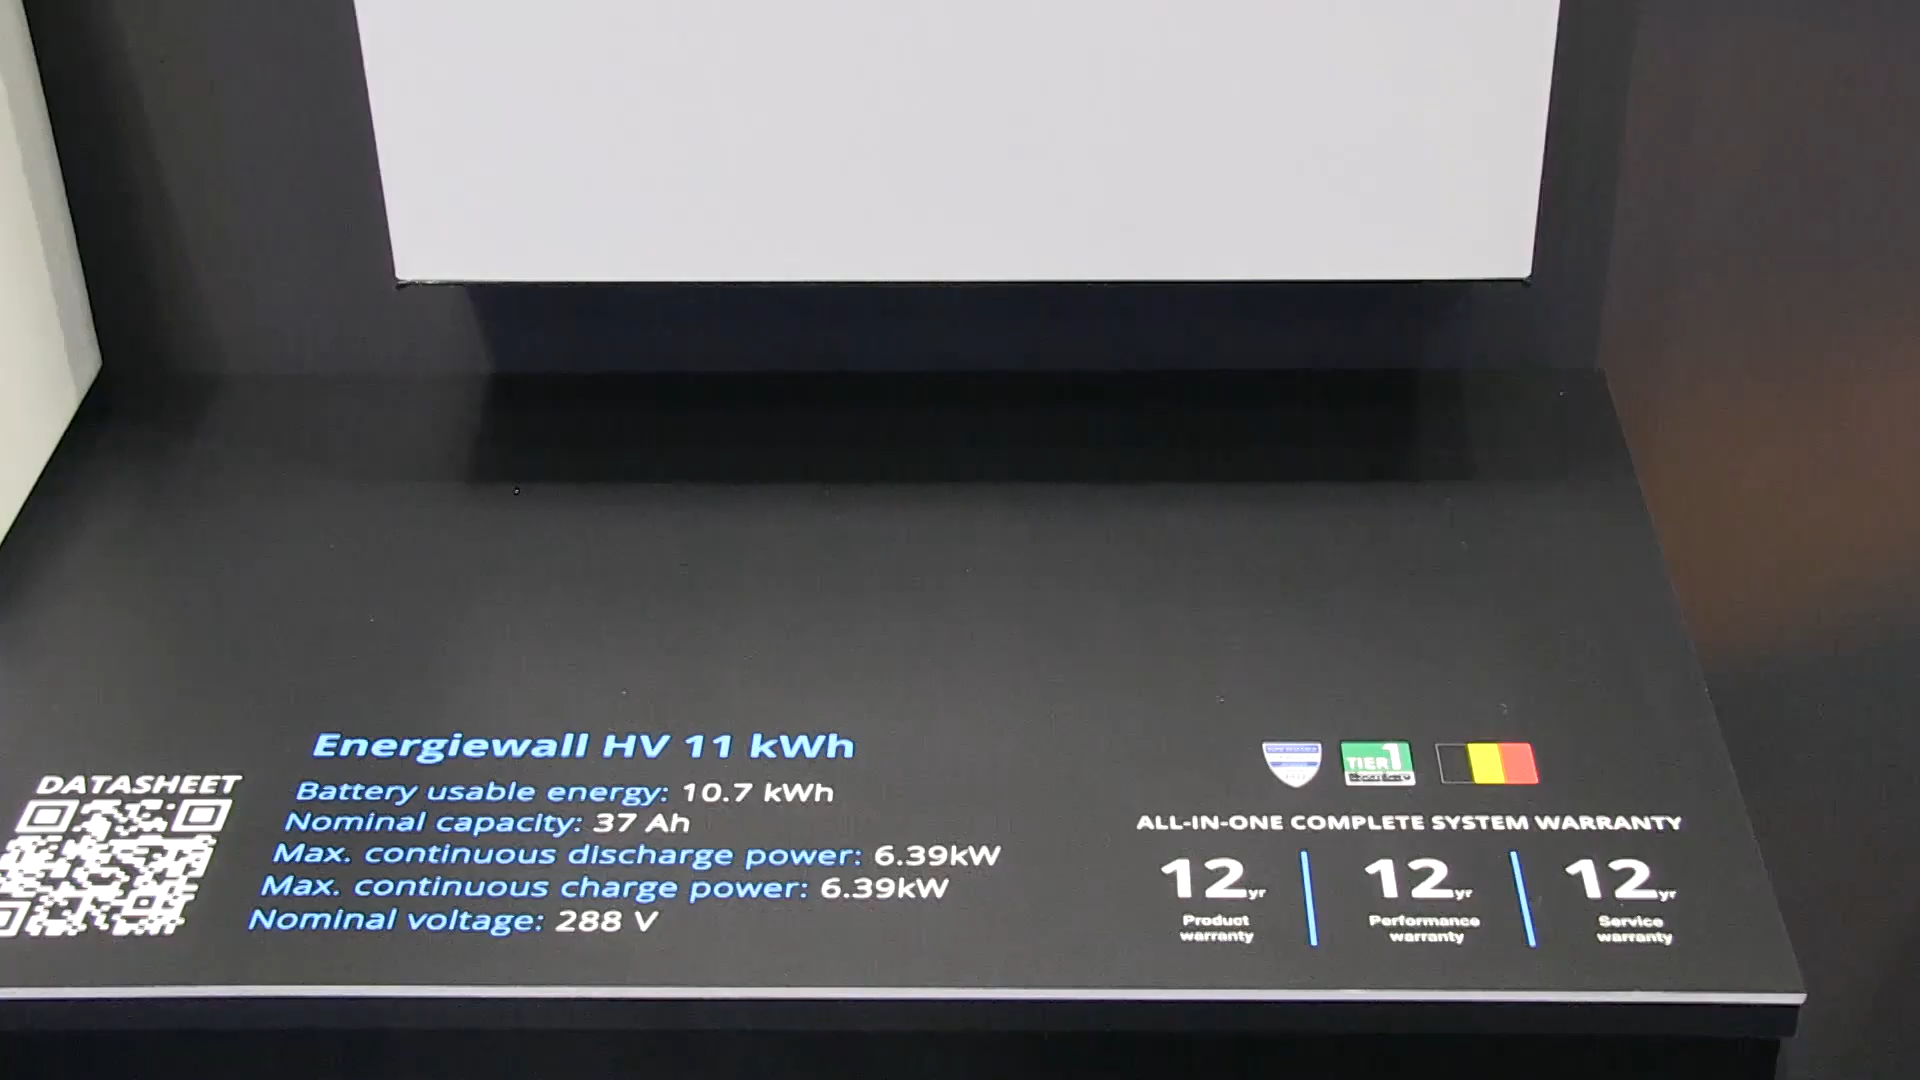 Energiewall HV 11 kWh
DATASHEET
Battery usable energy: 10.7 kWh
Nominal capacity: 37 Ah
Max. continuous discharge power: 6.39kW
Max. continuous charge power: 6.39kW
Nominal voltage: 288 V
TIER 1
ALL-IN-ONE COMPLETE SYSTEM WARRANTY
12yr
Product
warranty
12yr
Performance
warranty
12yr
Service
warranty